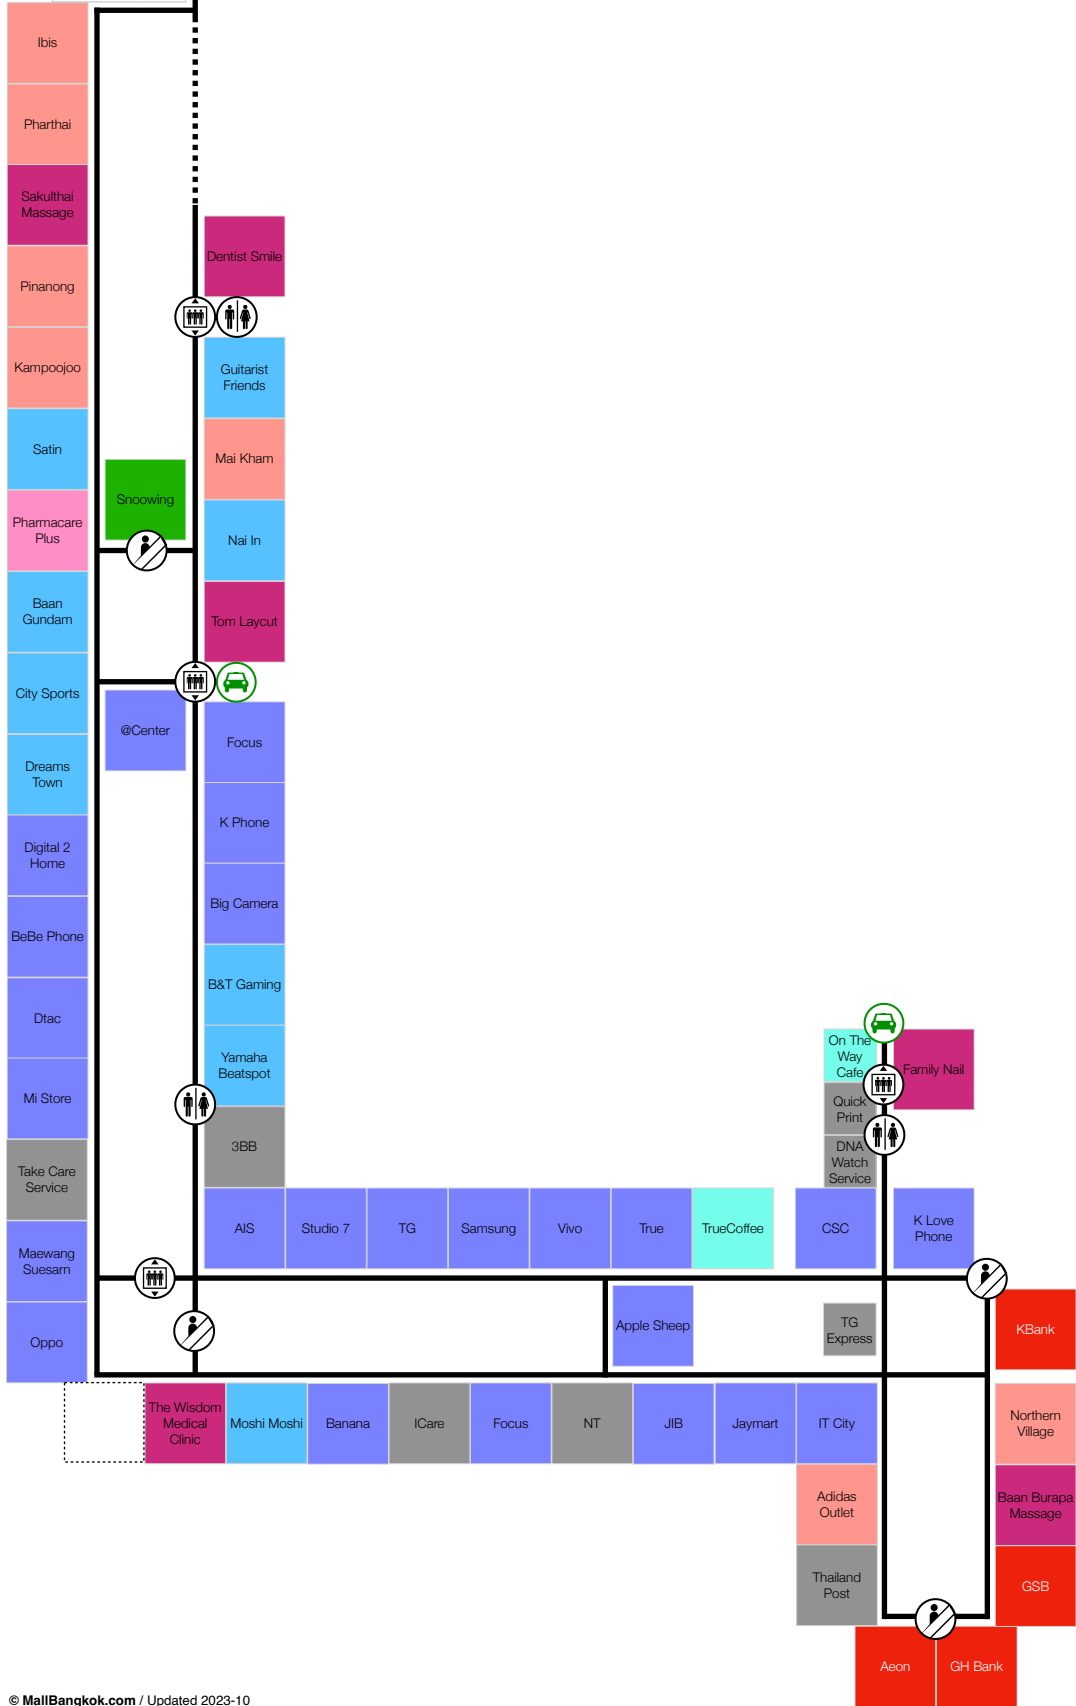 Ibis
Pharthai
Sakulthai
Massage
Pinanong
Kampoojoo
Satin
Pharmacare
Plus
Baan
Gundam
City Sports
Dreams
Town
Digital 2
Home
BeBe Phone
Dtac
Mi Store
Take Care
Service
Maewang
Suesarn
Oppo
Snoowing
@Center
Dentist Smile
Guitarist
Friends
Mai Kham
Nai In
Tom Laycut
Focus
K Phone
Big Camera
B&T Gaming
Yamaha
Beatspot
3BB
AIS
Studio 7
TG
Samsung
Vivo
True
TrueCoffee
On The
Way
Cafe
Quick
Print
DNA
Watch
Service
CSC
Family Nail
K Love
Phone
Apple Sheep
TG
Express
KBank
The Wisdom
Medical
Clinic
Moshi Moshi
Banana
ICare
Focus
NT
JIB
Jaymart
IT City
Adidas
Outlet
Thailand
Post
Northern
Village
Baan Burapa
Massage
GSB
Aeon
GH Bank
© MallBangkok.com / Updated 2023-10